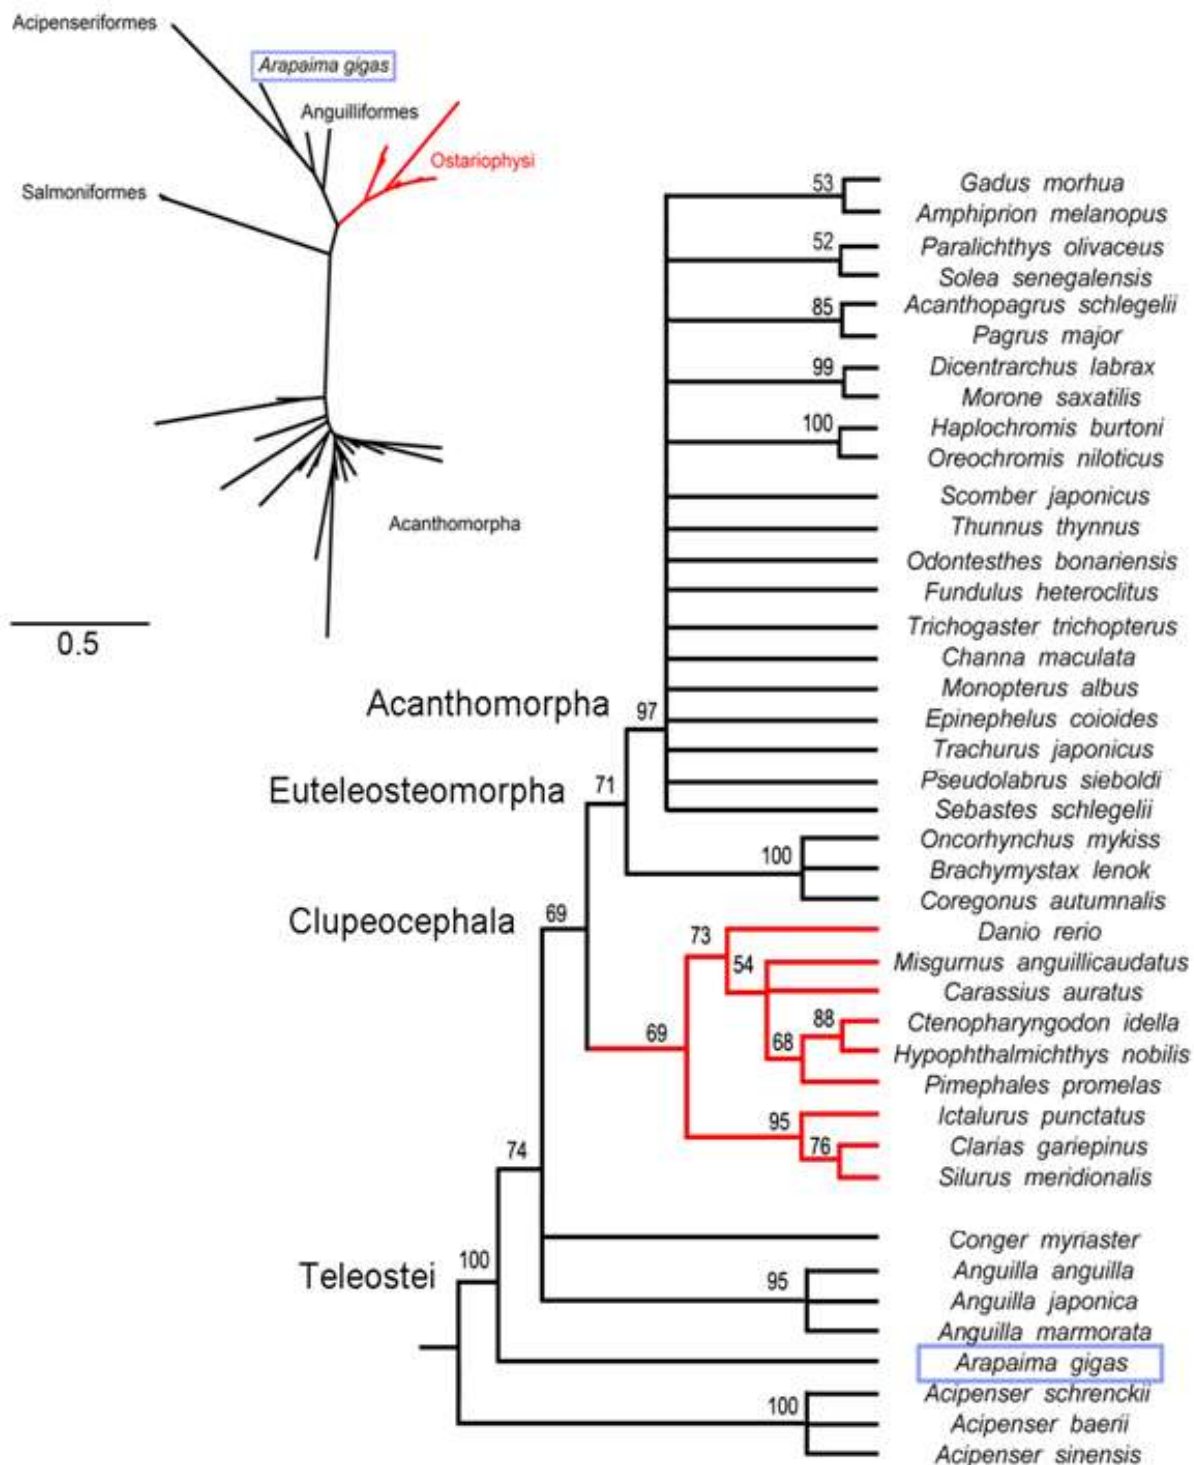 Acipenseriformes
Arapaima gigas
Anguilliformes
Ostariophysi
Salmoniformes
Acanthomorpha
0.5
53
Gadus morhua
Amphiprion melanopus
52
Paralichthys olivaceus
Solea senegalensis
85
Acanthopagrus schlegelii
Pagrus major
99
Dicentrarchus labrax
Morone saxatilis
100
Haplochromis burtoni
Oreochromis niloticus
Scomber japonicus
Thunnus thynnus
Odontesthes bonariensis
Fundulus heteroclitus
Trichogaster trichopterus
Channa maculata
Monopterus albus
Acanthomorpha
97
Epinephelus coioides
Trachurus japonicus
Euteleosteomorpha
71
Pseudolabrus sieboldi
Sebastes schlegelii
Oncorhynchus mykiss
100
Brachymystax lenok
Coregonus autumnalis
Clupeocephala
69
73
Danio rerio
54
Misgurnus anguillicaudatus
Carassius auratus
88
Ctenopharyngodon idella
69
68
Hypophthalmichthys nobilis
Pimephales promelas
95
Ictalurus punctatus
76
Clarias gariepinus
Silurus meridionalis
74
Conger myriaster
Teleostei
100
95
Anguilla anguilla
Anguilla japonica
Anguilla marmorata
Arapaima gigas
100
Acipenser schrenckii
Acipenser baerii
Acipenser sinensis